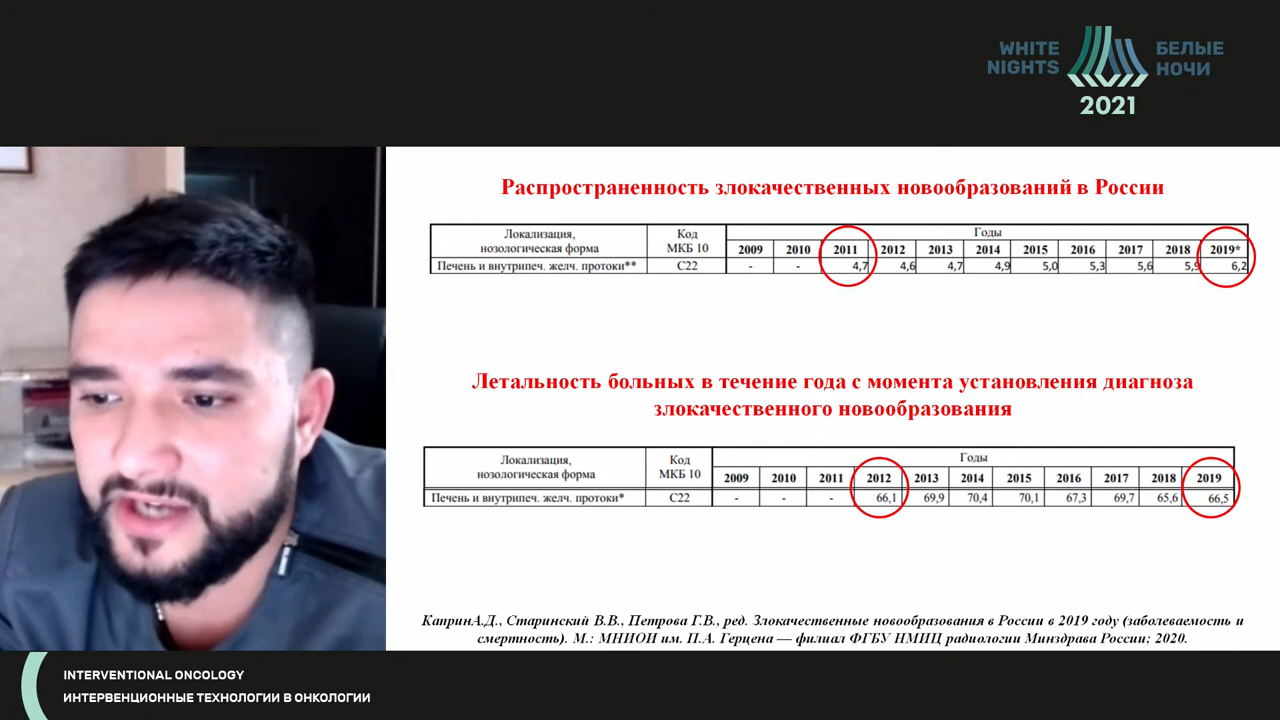 WHITE NIGHTS
БЕЛЫЕ НОЧИ
2021
Распространенность злокачественных новообразований в России
Локализация, нозологическая форма Код МКБ 10 Годы
2009 2010 2011 2012 2013 2014 2015 2016 2017 2018 2019*
Печень и внутрипеч. желч. протоки** C22 - - 4,7 4,6 4,7 4,9 5,0 5,3 5,6 5,9 6,2
Летальность больных в течение года с момента установления диагноза
злокачественного новообразования
Локализация, нозологическая форма Код МКБ 10 Годы
2009 2010 2011 2012 2013 2014 2015 2016 2017 2018 2019
Печень и внутрипеч. желч. протоки* C22 - - - 66,1 69,9 70,4 70,1 67,3 69,7 65,6 66,5
КапринА.Д., Старинский В.В., Петрова Г.В., ред. Злокачественные новообразования в России в 2019 году (заболеваемость и
смертность). М.: МНИОИ им. П.А. Герцена — филиал ФГБУ НМИЦ радиологии Минздрава России; 2020.
INTERVENTIONAL ONCOLOGY
ИНТЕРВЕНЦИОННЫЕ ТЕХНОЛОГИИ В ОНКОЛОГИИ